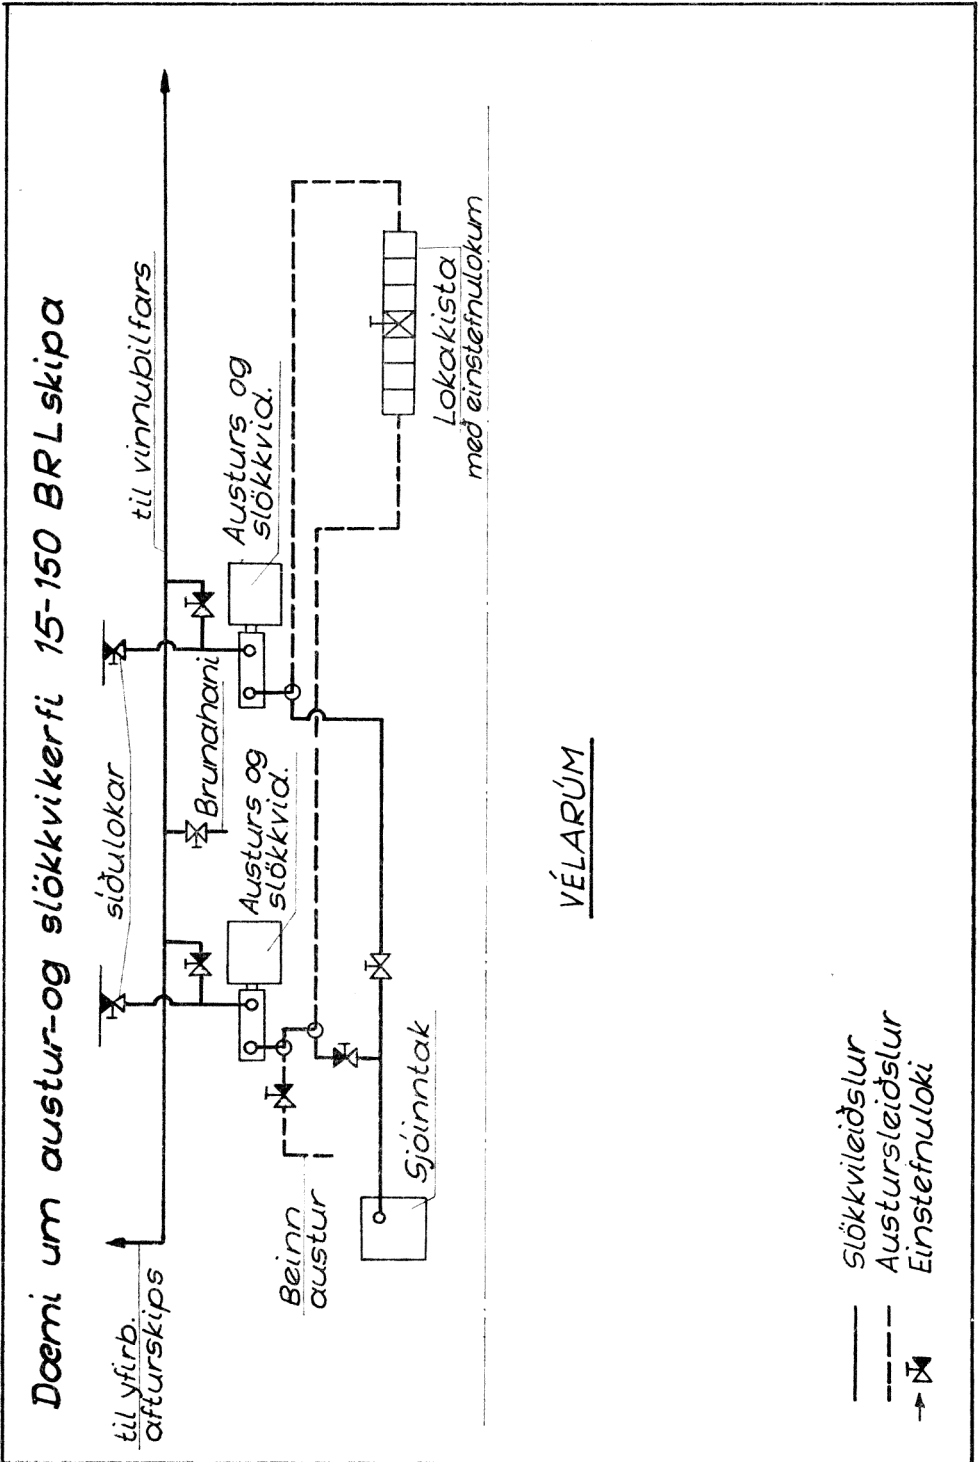 Dæmi um austur-og slökkvikerfi 15-150 BRL skipa
til yfirb.
afturskips
síðulokar
til vinnubilfars
Brunahani
Austurs og
slökkvid.
Austurs og
slökkvid.
Beinn
austur
Sjóinntak
Lokakista
með einstefnulokum
VÉLARÚM
Slökkvileiðslur
Austursleiðslur
Einstefnuloki